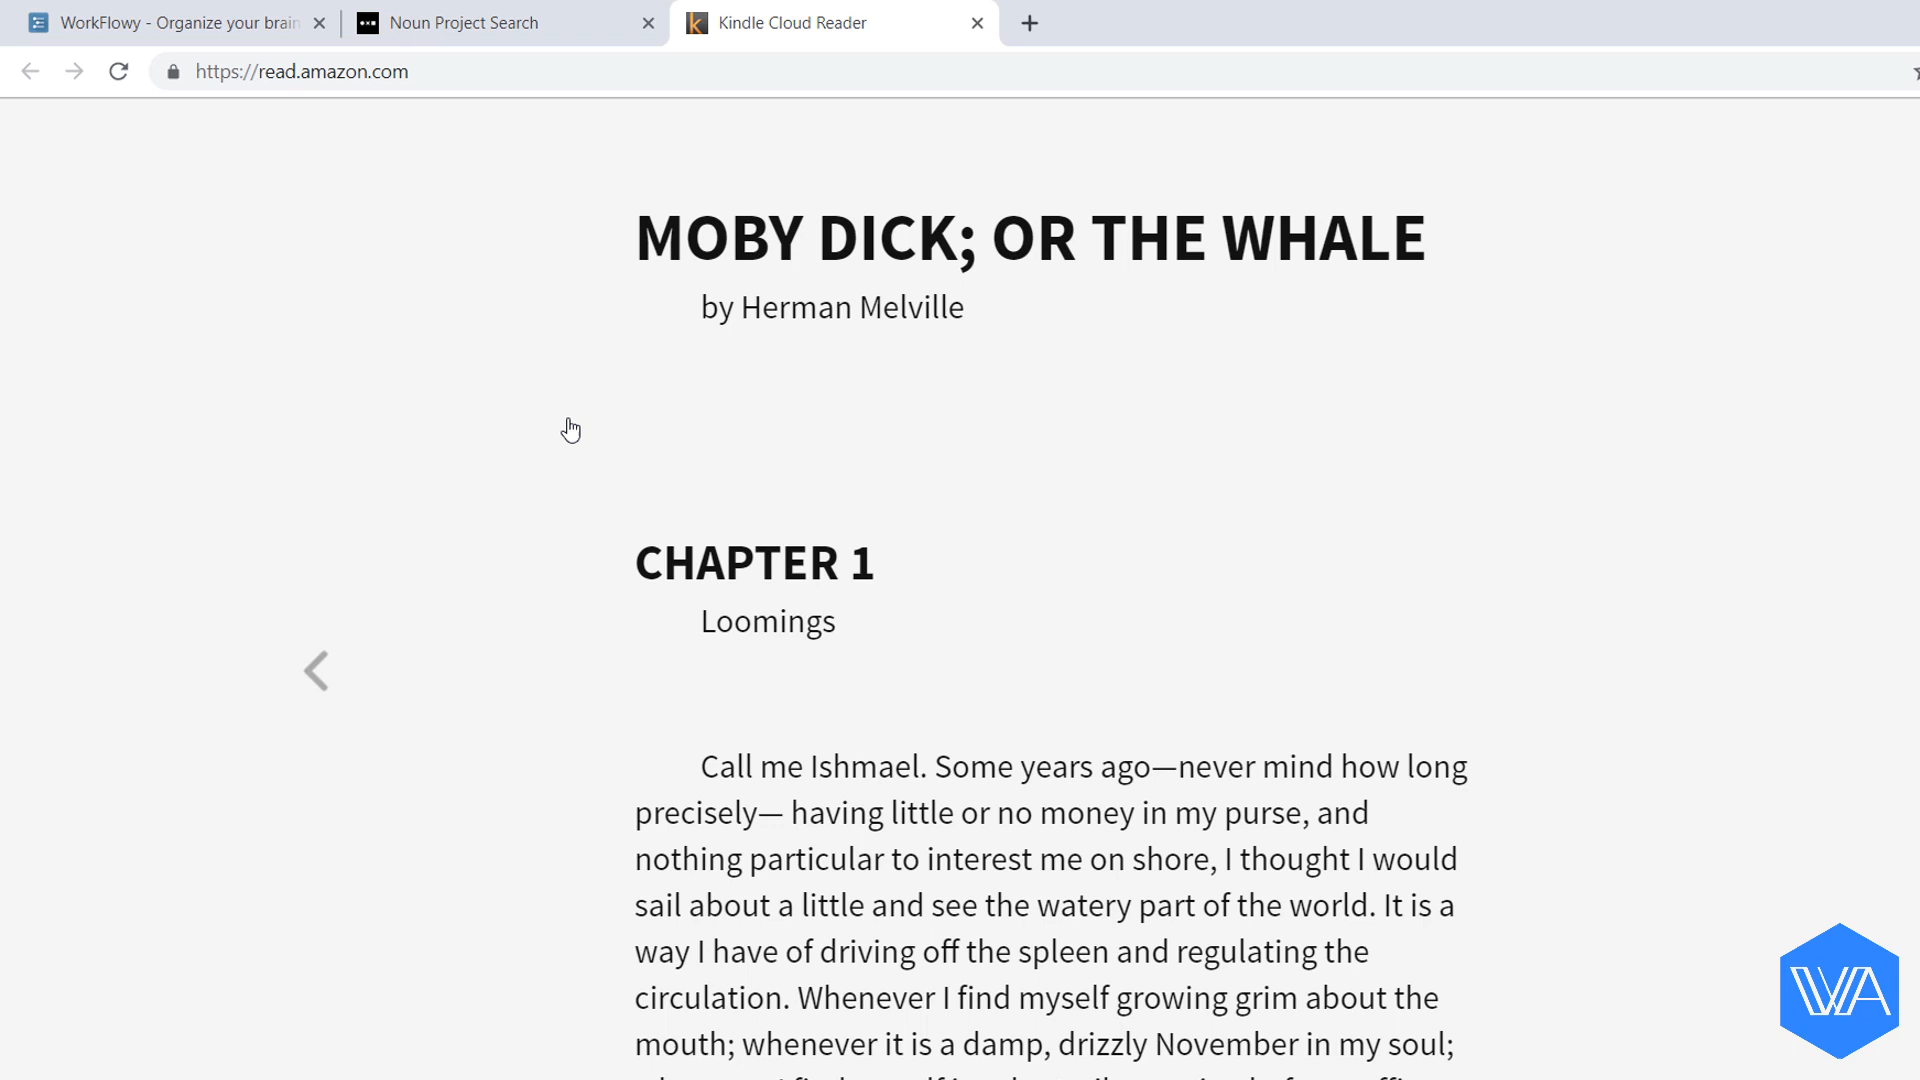 WorkFlowy - Organize your brain
Noun Project Search
Kindle Cloud Reader
https://read.amazon.com
MOBY DICK; OR THE WHALE
by Herman Melville
CHAPTER 1
Loomings
Call me Ishmael. Some years ago—never mind how long
precisely— having little or no money in my purse, and
nothing particular to interest me on shore, I thought I would
sail about a little and see the watery part of the world. It is a
way I have of driving off the spleen and regulating the
circulation. Whenever I find myself growing grim about the
mouth; whenever it is a damp, drizzly November in my soul;
WA